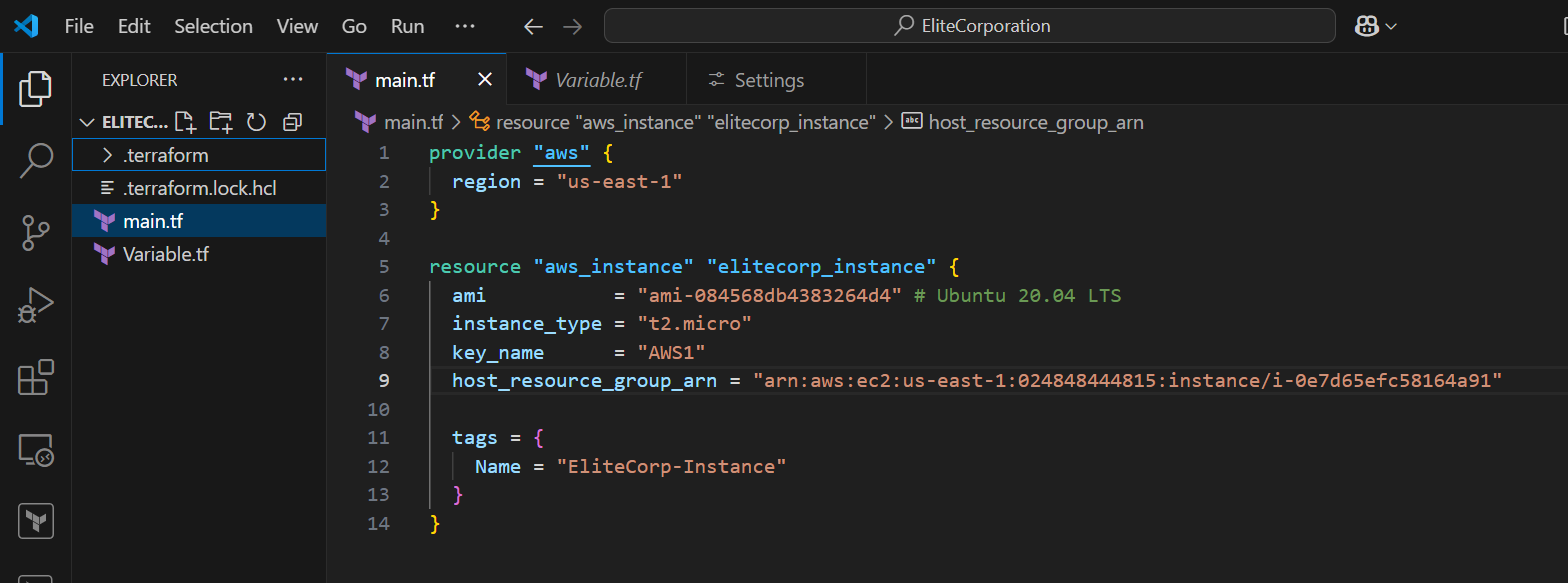 File Edit Selection View Go Run ··· ← → EliteCorporation
EXPLORER ···
ELITEC...
.terraform
.terraform.lock.hcl
main.tf
Variable.tf
main.tf × Variable.tf Settings
main.tf > resource "aws_instance" "elitecorp_instance" > abc host_resource_group_arn
1 provider "aws" {
2   region = "us-east-1"
3 }
4
5 resource "aws_instance" "elitecorp_instance" {
6   ami           = "ami-084568db4383264d4" # Ubuntu 20.04 LTS
7   instance_type = "t2.micro"
8   key_name      = "AWS1"
9   host_resource_group_arn = "arn:aws:ec2:us-east-1:024848444815:instance/i-0e7d65efc58164a91"
10
11   tags = {
12     Name = "EliteCorp-Instance"
13   }
14 }